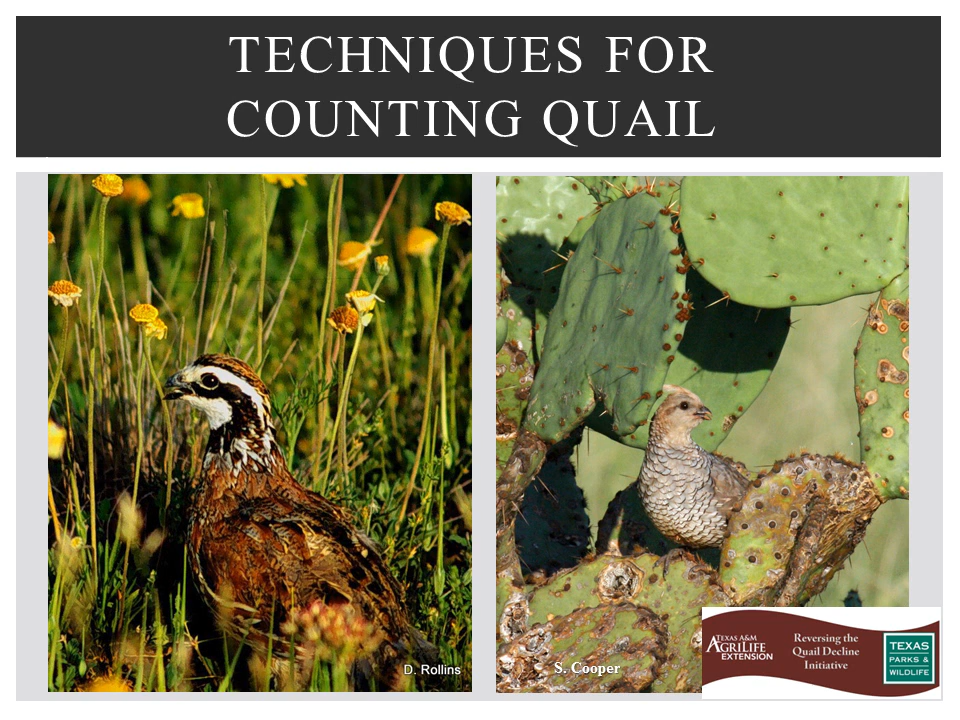 TECHNIQUES FOR
COUNTING QUAIL
D. Rollins
S. Cooper
TEXAS A&M
AGRILIFE
EXTENSION
Reversing the
Quail Decline
Initiative
TEXAS
PARKS &
WILDLIFE